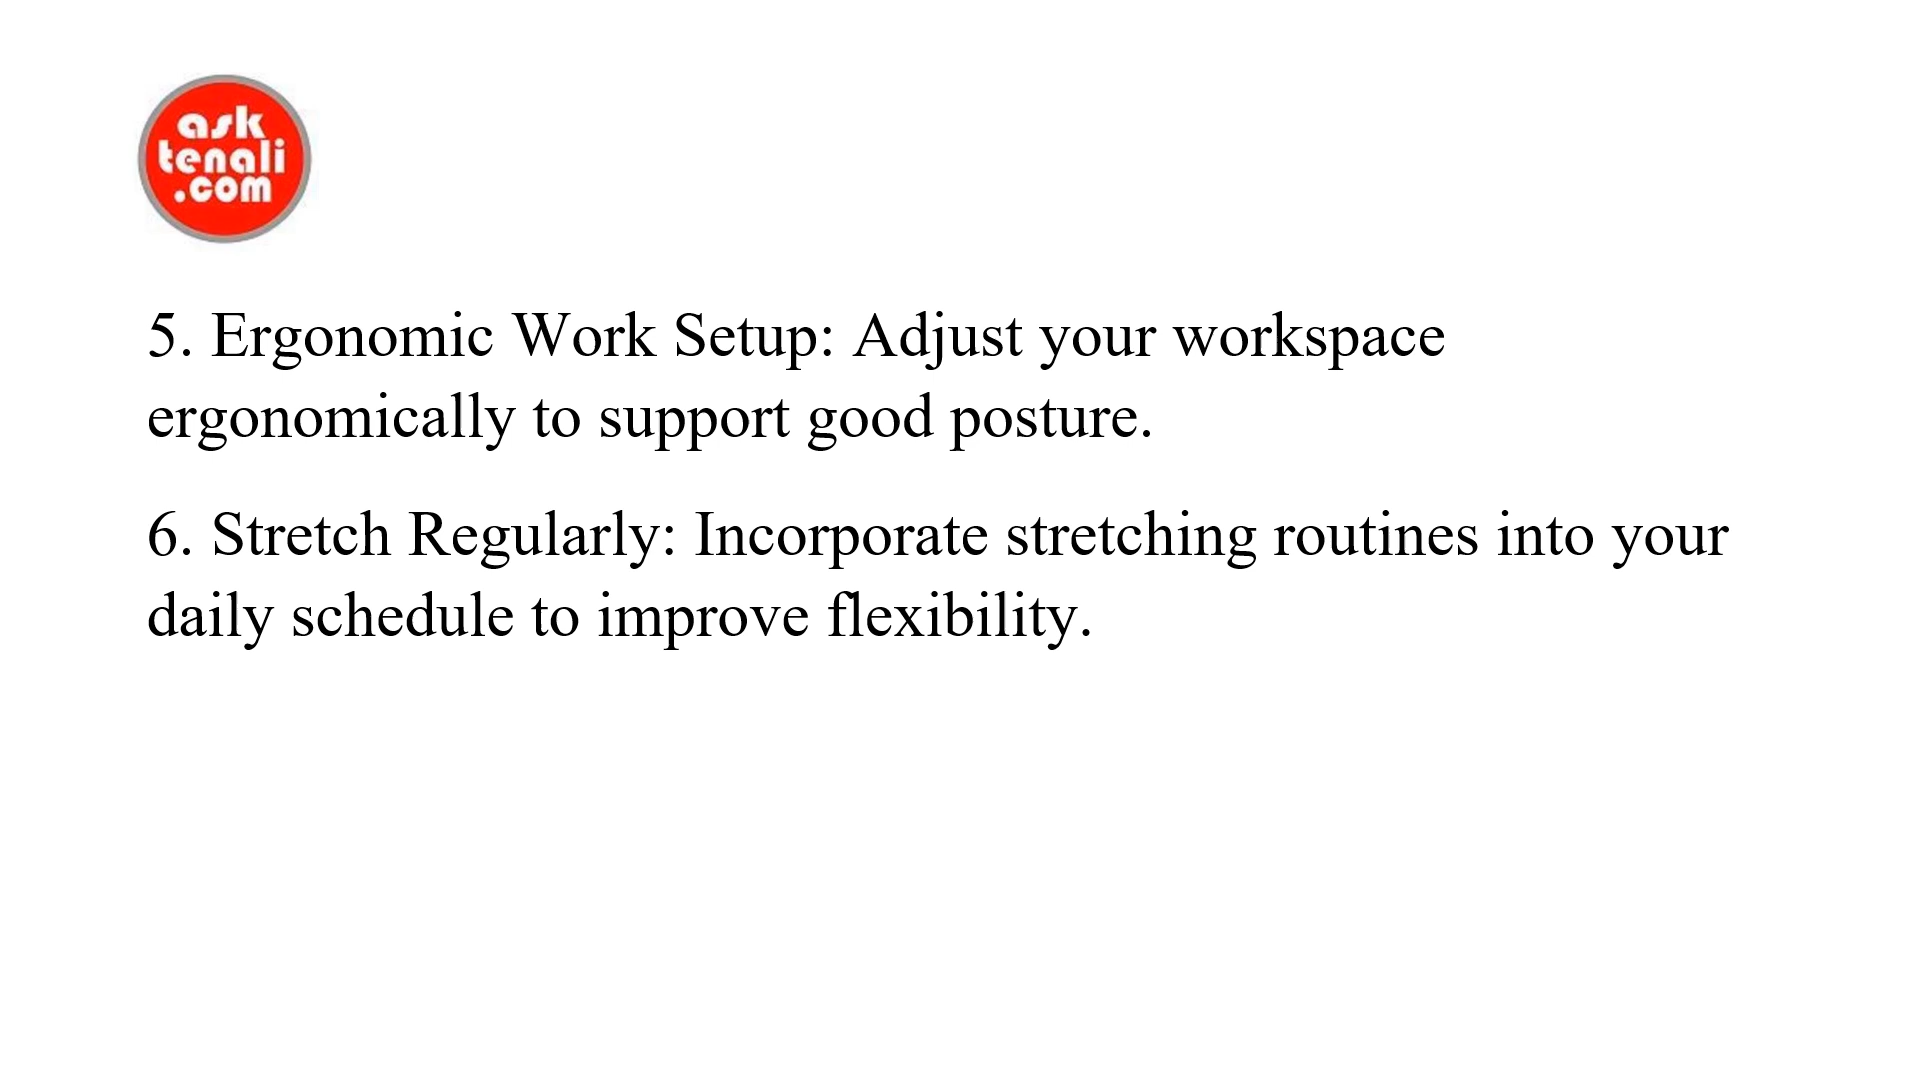 ask
tenali
.com
5. Ergonomic Work Setup: Adjust your workspace
ergonomically to support good posture.
6. Stretch Regularly: Incorporate stretching routines into your
daily schedule to improve flexibility.